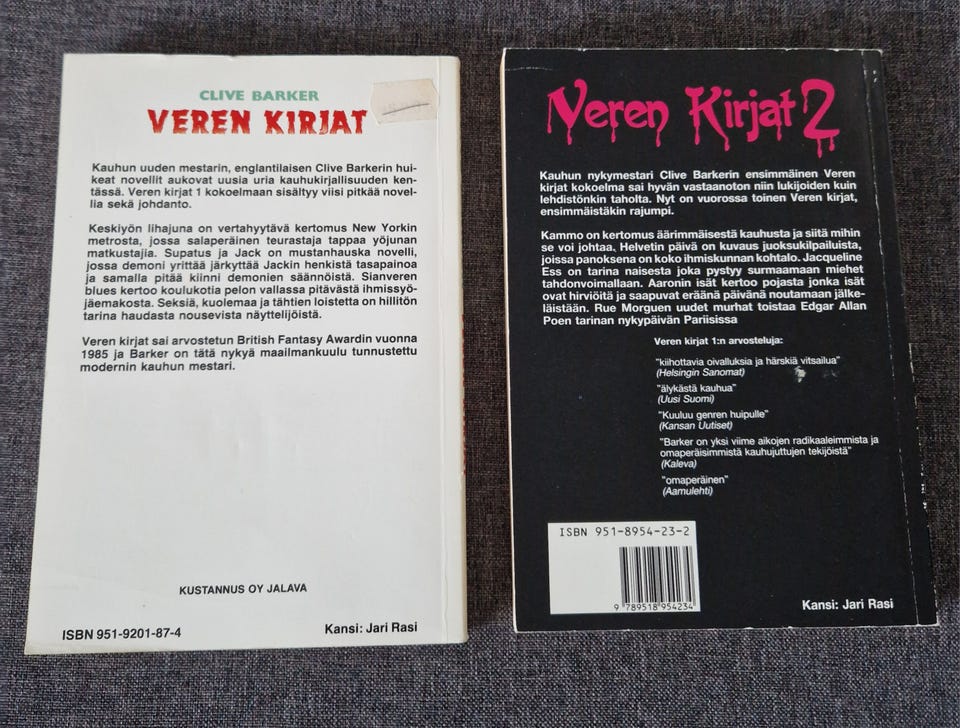 CLIVE BARKER
VEREN KIRJAT
Kauhun uuden mestarin, englantilaisen Clive Barkerin hui-
keat novellit aukovat uusia uria kauhukirjallisuuden ken-
tässä. Veren kirjat 1 kokoelmaan sisältyy viisi pitkää novel-
lia sekä johdanto.
Keskiyön lihajuna on vertahyytävä kertomus New Yorkin
metrosta, jossa salaperäinen teurastaja tappaa yöjunan
matkustajia. Supatus ja Jack on mustanhauska novelli,
jossa demoni yrittää järkyttää Jackin henkistä tasapainoa
ja samalla pitää kiinni demonien säännöistä. Sianveren
blues kertoo koulukotia pelon vallassa pitävästä ihmissyö-
jäemakosta. Seksiä, kuolemaa ja tähtien loistetta on hillitön
tarina haudasta nousevista näyttelijöistä.
Veren kirjat sai arvostetun British Fantasy Awardin vuonna
1985 ja Barker on tätä nykyä maailmankuulu tunnustettu
modernin kauhun mestari.
KUSTANNUS OY JALAVA
ISBN 951-9201-87-4
Kansi: Jari Rasi
Veren Kirjat 2
Kauhun nykymestari Clive Barkerin ensimmäinen Veren
kirjat kokoelma sai hyvän vastaanoton niin lukijoiden kuin
lehdistönkin taholta. Nyt on vuorossa toinen Veren kirjat,
ensimmäistäkin rajumpi.
Kammo on kertomus äärimmäisestä kauhusta ja siitä mihin
se voi johtaa. Helvetin päivä on kuvaus juoksukilpailuista,
joissa panoksena on koko ihmiskunnan kohtalo. Jacqueline
Ess on tarina naisesta joka pystyy surmaamaan miehet
tahdonvoimallaan. Aaronin isät kertoo pojasta jonka isät
ovat hirviöitä ja saapuvat eräänä päivänä noutamaan jälke-
läistään. Rue Morguen uudet murhat toistaa Edgar Allan
Poen tarinan nykypäivän Pariisissa
Veren kirjat 1:n arvosteluja:
"kiihottavia oivalluksia ja härskiä vitsailua"
(Helsingin Sanomat)
"älykästä kauhua"
(Uusi Suomi)
"Kuuluu genren huipulle"
(Kansan Uutiset)
"Barker on yksi viime aikojen radikaaleimmista ja
omaperäisimmistä kauhujuttujen tekijöistä"
(Kaleva)
"omaperäinen"
(Aamulehti)
ISBN 951-8954-23-2
9 789518 954234
Kansi: Jari Rasi